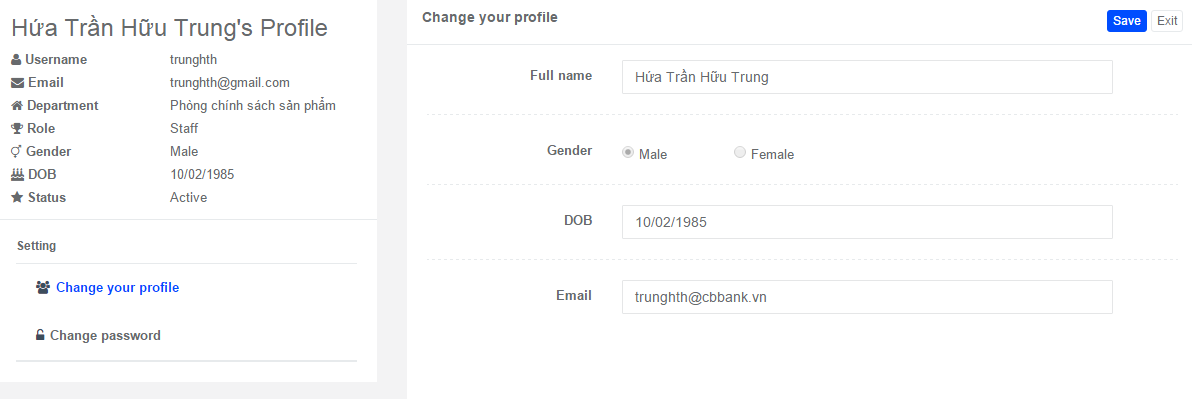 Hứa Trần Hữu Trung's Profile
Username trunghth
Email trunghth@gmail.com
Department Phòng chính sách sản phẩm
Role Staff
Gender Male
DOB 10/02/1985
Status Active
Setting
Change your profile
Change password
Change your profile
Save Exit
Full name Hứa Trần Hữu Trung
Gender Male Female
DOB 10/02/1985
Email trunghth@cbbank.vn